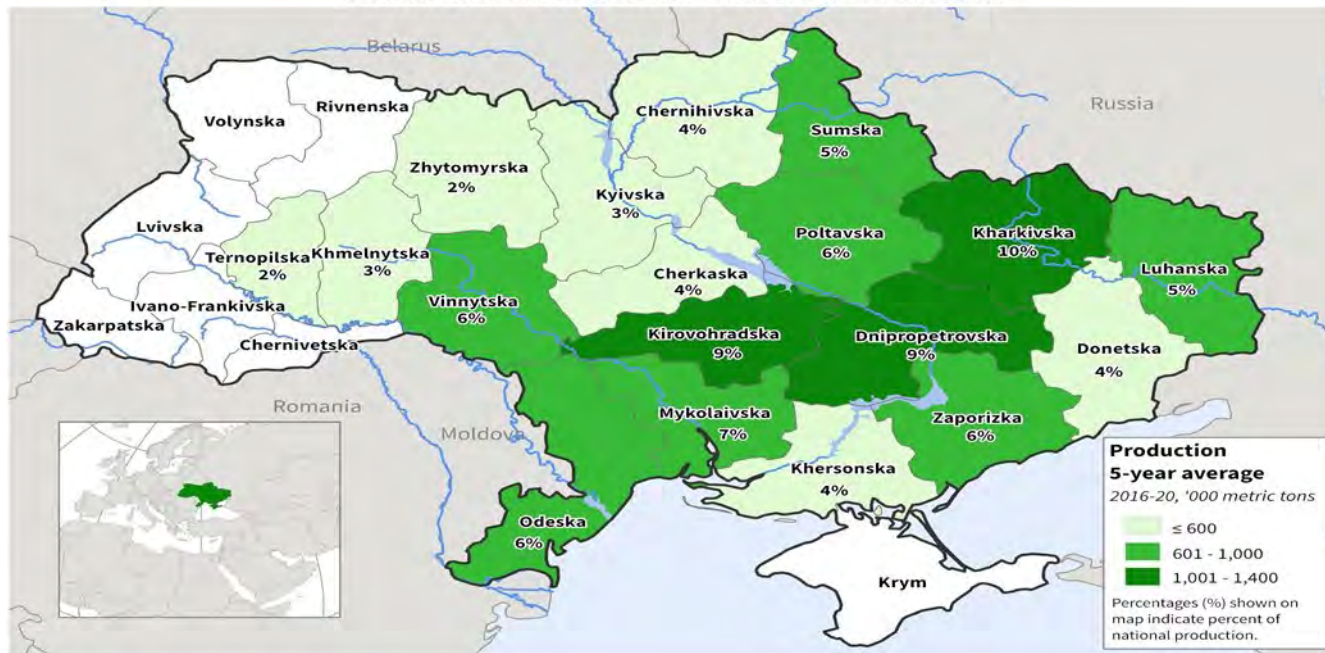 Belarus
Russia
Volynska
Rivnenska
Chernihivska
4%
Sumska
5%
Zhytomyrska
2%
Kyivska
3%
Lvivska
Ternopilska
2%
Khmelnytska
3%
Poltavska
6%
Kharkivska
10%
Luhanska
5%
Cherkaska
4%
Vinnytska
6%
Ivano-Frankivska
Zakarpatska
Chernivetska
Kirovohradska
9%
Dnipropetrovska
9%
Donetska
4%
Romania
Moldova
Mykolaivska
7%
Zaporizka
6%
Khersonska
4%
Odeska
6%
Krym
Production
5-year average
2016-20, '000 metric tons
≤ 600
601 - 1,000
1,001 - 1,400
Percentages (%) shown on
map indicate percent of
national production.